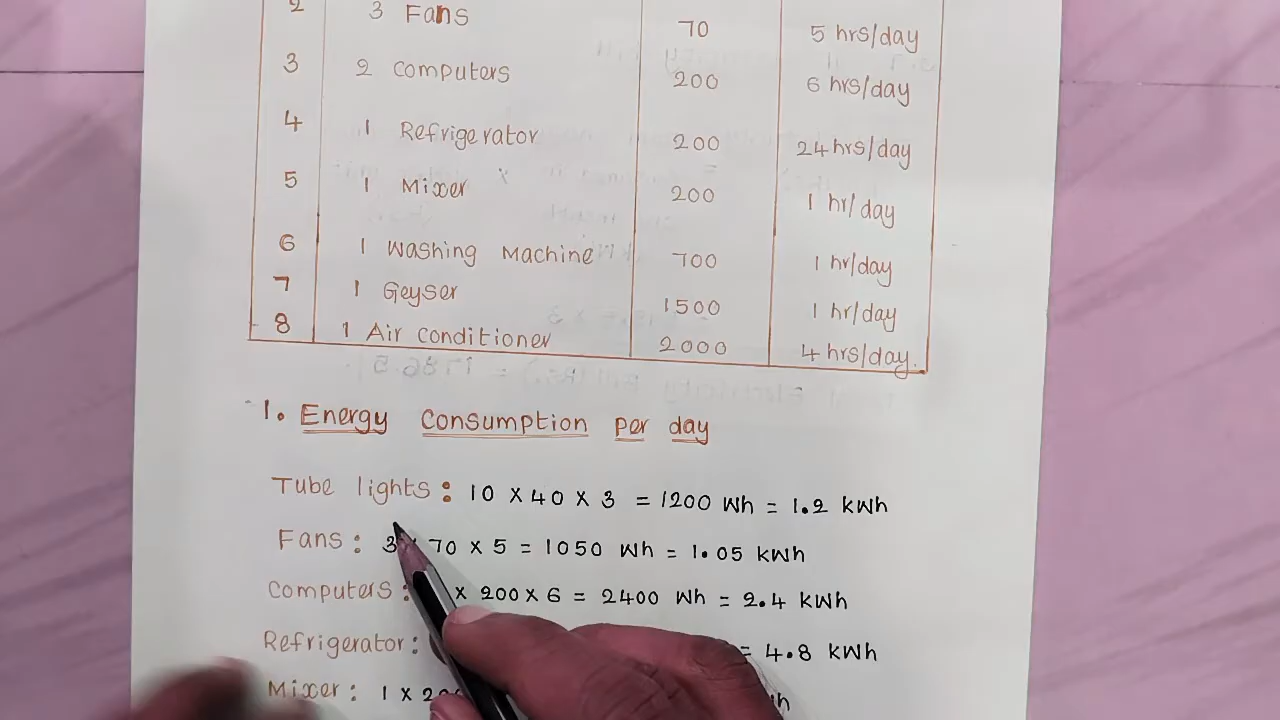 2 3 Fans 70 5 hrs/day
3 2 computers 200 6 hrs/day
4 1 Refrigerator 200 24hrs/day
5 1 Mixer 200 1 hr/day
6 1 Washing Machine 700 1 hr/day
7 1 Geyser 1500 1 hr/day
8 1 Air conditioner 2000 4hrs/day.
1. Energy Consumption per day
Tube lights: 10 x 40 x 3 = 1200 Wh = 1.2 kWh
Fans: 3 70 x 5 = 1050 Wh = 1.05 kWh
Computers: x 200 x 6 = 2400 Wh = 2.4 kWh
Refrigerator: = 4.8 kWh
Mixer: 1 x